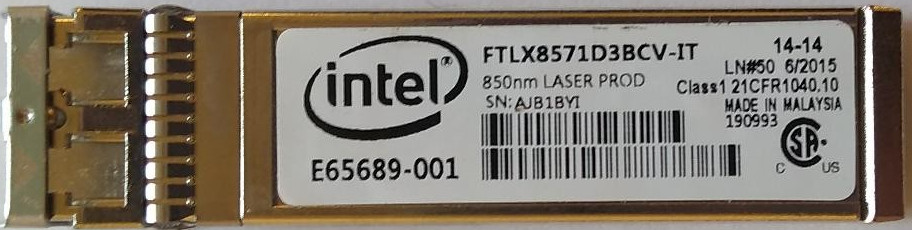 intel®
E65689-001
FTLX8571D3BCV-IT
850nm LASER PROD
SN: AJB1BYI
14-14
LN#50 6/2015
Class1 21CFR1040.10
MADE IN MALAYSIA
190993
SA
C US